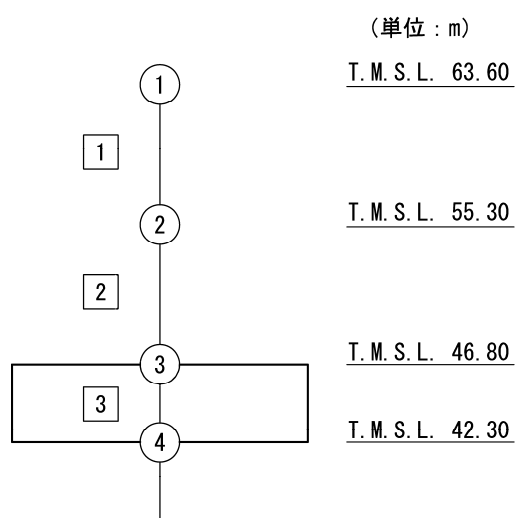 (単位：m)
① T.M.S.L. 63.60
1
② T.M.S.L. 55.30
2
③ T.M.S.L. 46.80
3
④ T.M.S.L. 42.30